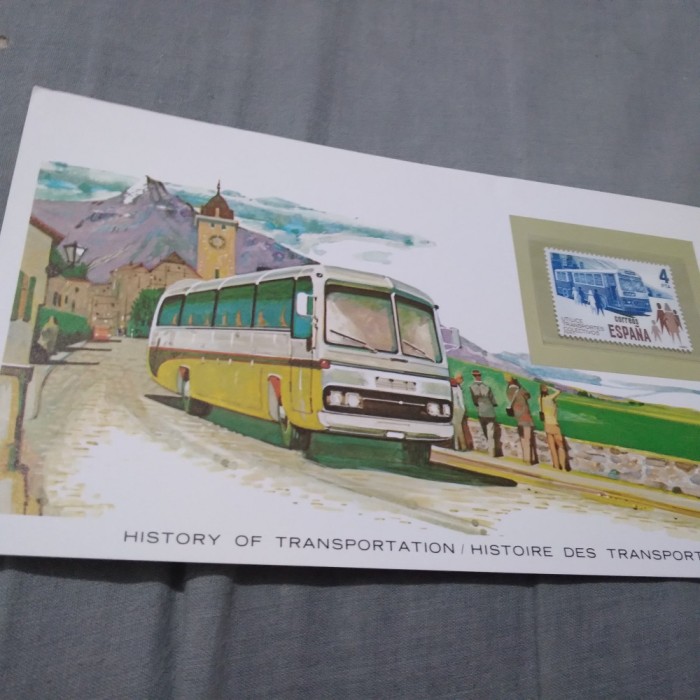 4
CORREOS
ESPAÑA
HISTORY OF TRANSPORTATION / HISTOIRE DES TRANSPORT